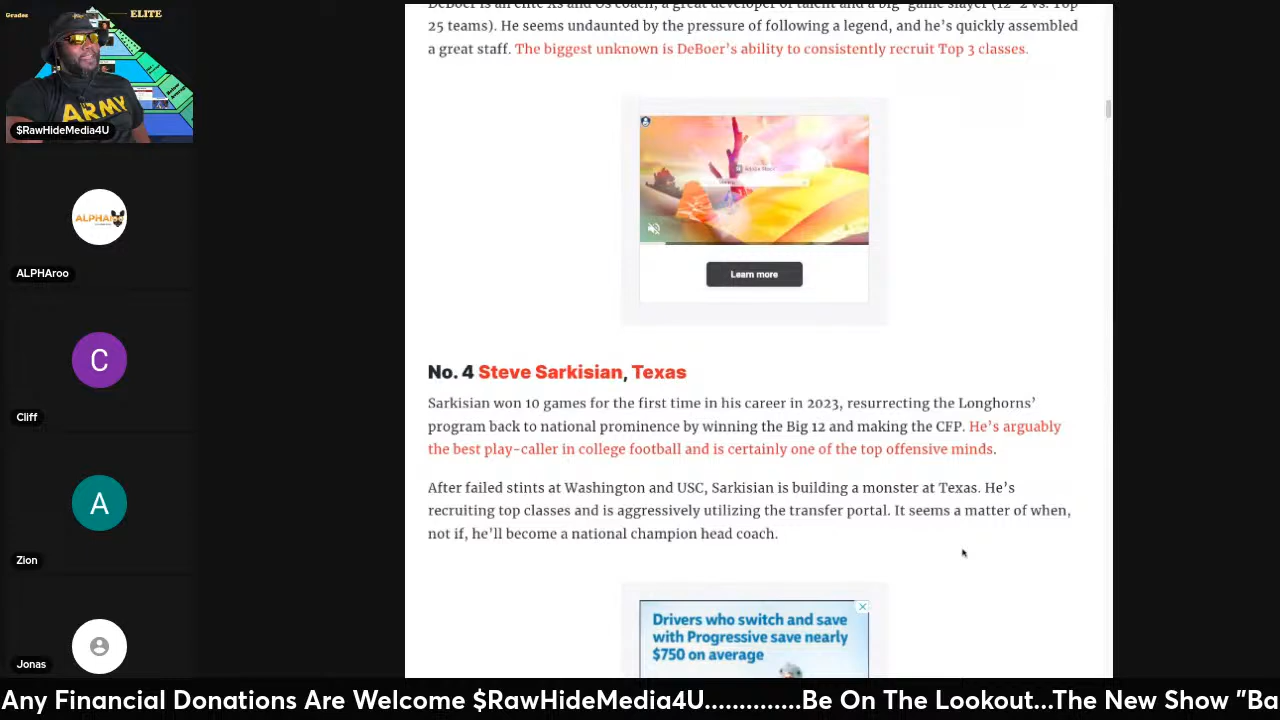 Grades
ELITE
ARMY
$RawHideMedia4U
ALPHAroo
ALPHAroo
C
Cliff
A
Zion
Jonas
DeBoer is an elite Xs and Os coach, a great developer of talent and a big-game slayer (12-2 vs. Top
25 teams). He seems undaunted by the pressure of following a legend, and he's quickly assembled
a great staff. The biggest unknown is DeBoer's ability to consistently recruit Top 3 classes.
Learn more
No. 4 Steve Sarkisian, Texas
Sarkisian won 10 games for the first time in his career in 2023, resurrecting the Longhorns'
program back to national prominence by winning the Big 12 and making the CFP. He's arguably
the best play-caller in college football and is certainly one of the top offensive minds.
After failed stints at Washington and USC, Sarkisian is building a monster at Texas. He's
recruiting top classes and is aggressively utilizing the transfer portal. It seems a matter of when,
not if, he'll become a national champion head coach.
Drivers who switch and save
with Progressive save nearly
$750 on average
Any Financial Donations Are Welcome $RawHideMedia4U..............Be On The Lookout...The New Show "Ba